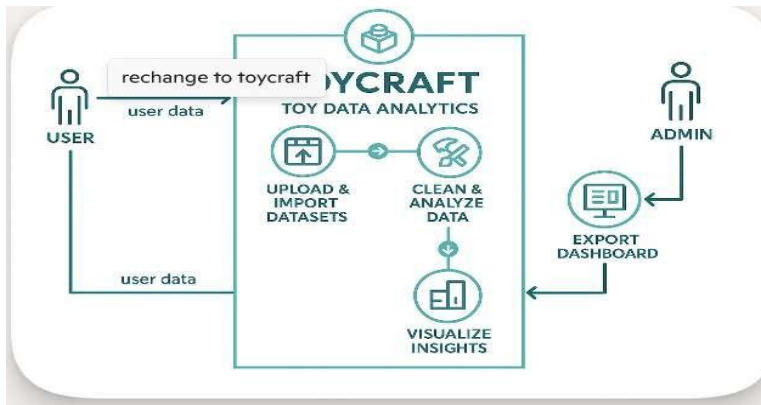 rechange to toycraft
OYCRAFT
TOY DATA ANALYTICS
USER
user data
ADMIN
UPLOAD &
IMPORT
DATASETS
CLEAN &
ANALYZE
DATA
EXPORT
DASHBOARD
user data
VISUALIZE
INSIGHTS